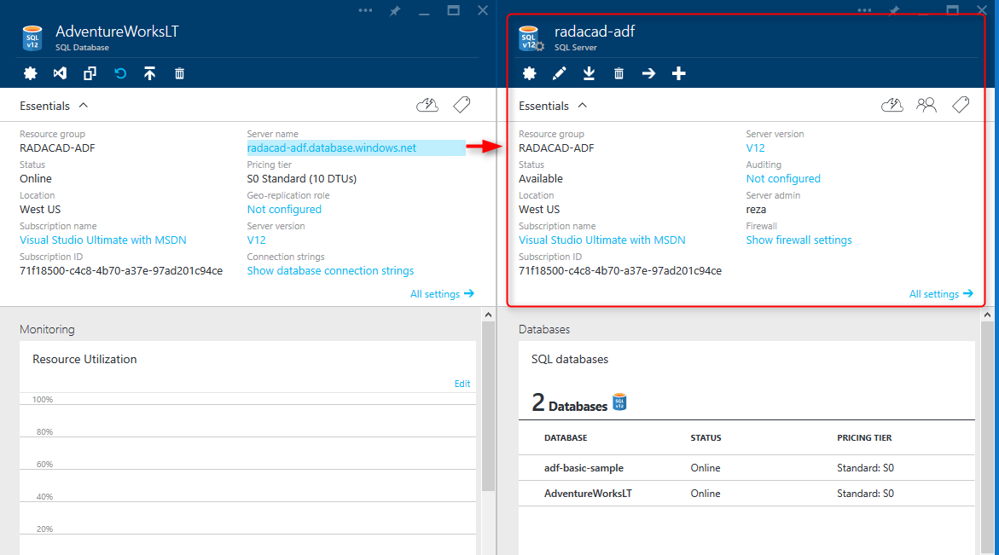 AdventureWorksLT
SQL Database
Essentials
Resource group
RADACAD-ADF
Status
Online
Location
West US
Subscription name
Visual Studio Ultimate with MSDN
Subscription ID
71f18500-c4c8-4b70-a37e-97ad201c94ce
Server name
radacad-adf.database.windows.net
Pricing tier
S0 Standard (10 DTUs)
Geo-replication role
Not configured
Server version
V12
Connection strings
Show database connection strings
All settings
Monitoring
Resource Utilization
Edit
100%
80%
60%
40%
20%
radacad-adf
SQL Server
Essentials
Resource group
RADACAD-ADF
Status
Available
Location
West US
Subscription name
Visual Studio Ultimate with MSDN
Subscription ID
71f18500-c4c8-4b70-a37e-97ad201c94ce
Server version
V12
Auditing
Not configured
Server admin
reza
Firewall
Show firewall settings
All settings
Databases
SQL databases
2 Databases
DATABASE STATUS PRICING TIER
adf-basic-sample Online Standard: S0
AdventureWorksLT Online Standard: S0